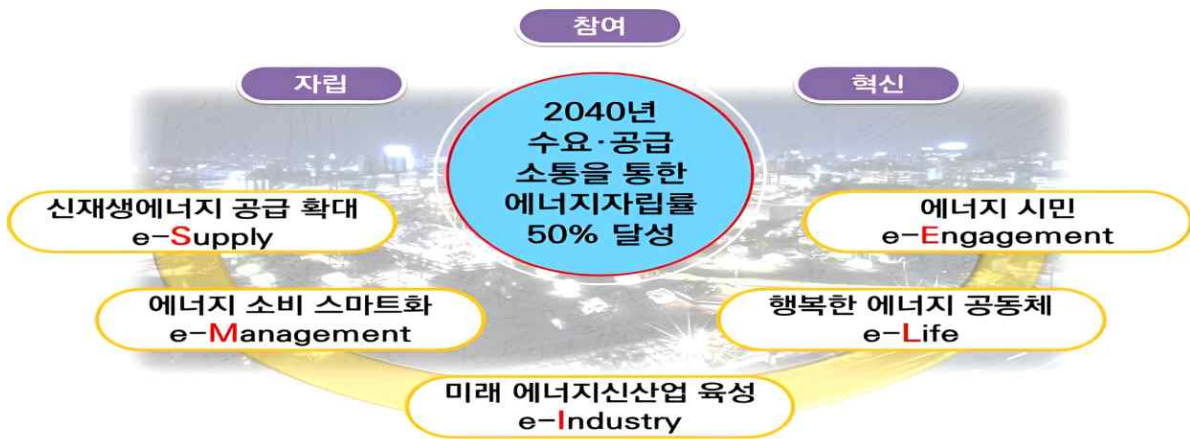 참여
자립
혁신
2040년
수요·공급
소통을 통한
에너지자립률
50% 달성
신재생에너지 공급 확대
e-Supply
에너지 시민
e-Engagement
에너지 소비 스마트화
e-Management
행복한 에너지 공동체
e-Life
미래 에너지신산업 육성
e-Industry